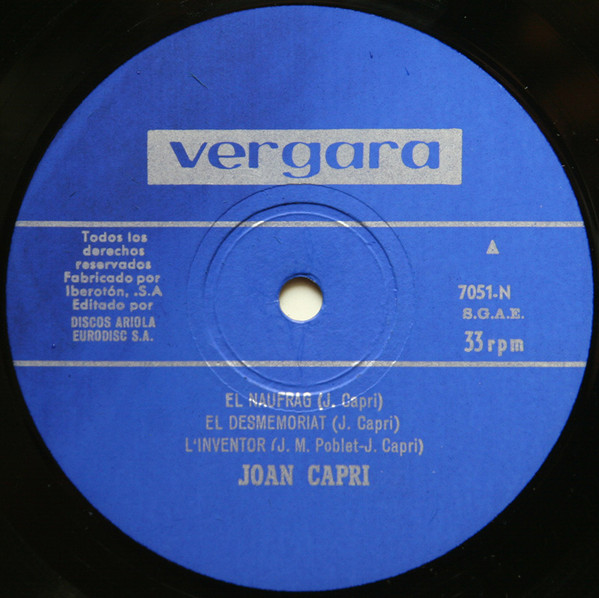 vergara
Todos los
derechos
reservados
Fabricado por
Iberotón, .S.A
Editado por
DISCOS ARIOLA
EURODISC S.A.
A
7051-N
S.G.A.E.
33 rpm
EL NAUFRAG (J. Capri)
EL DESMEMORIAT (J. Capri)
L'INVENTOR (J. M. Poblet-J. Capri)
JOAN CAPRI